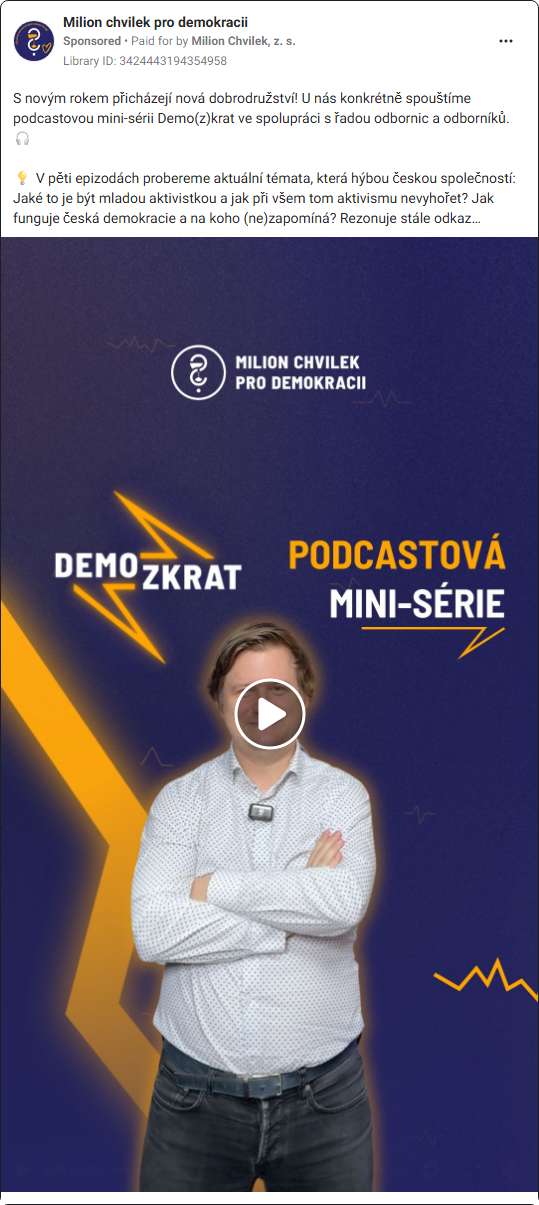 Milion chvilek pro demokracii
Sponsored • Paid for by Milion Chvilek, z. s.
Library ID: 3424443194354958
S novým rokem přicházejí nová dobrodružství! U nás konkrétně spouštíme
podcastovou mini-sérii Demo(z)krat ve spolupráci s řadou odbornic a odborníků.
🎧
💡 V pěti epizodách probereme aktuální témata, která hýbou českou společností:
Jaké to je být mladou aktivistkou a jak při všem tom aktivismu nevyhořet? Jak
funguje česká demokracie a na koho (ne)zapomíná? Rezonuje stále odkaz...
MILION CHVILEK
PRO DEMOKRACII
DEMO
ZKRAT
PODCASTOVÁ
MINI-SÉRIE